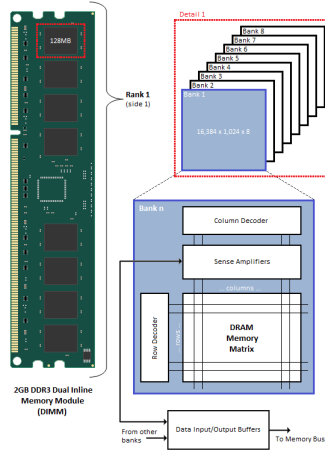 128MB
Rank 1
(side 1)
2GB DDR3 Dual Inline
Memory Module
(DIMM)
Detail 1
Bank 8
Bank 7
Bank 6
Bank 5
Bank 4
Bank 3
Bank 2
Bank 1
16,384 x 1,024 x 8
Bank n
Column Decoder
Sense Amplifiers
... columns ...
Row Decoder
... rows ...
DRAM
Memory
Matrix
Data Input/Output Buffers
From other
banks
To Memory Bus